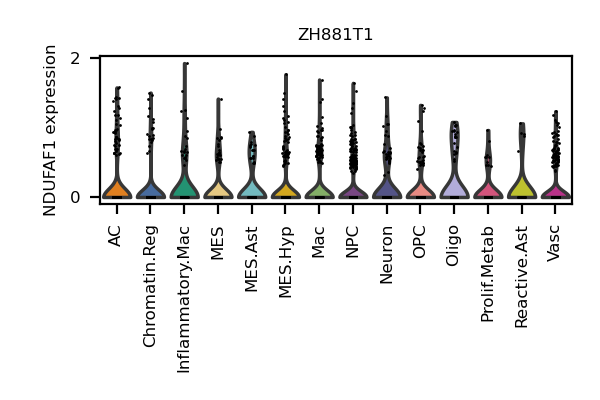 ZH881T1
NDUFAF1 expression
2
0
AC
Chromatin.Reg
Inflammatory.Mac
MES
MES.Ast
MES.Hyp
Mac
NPC
Neuron
OPC
Oligo
Prolif.Metab
Reactive.Ast
Vasc